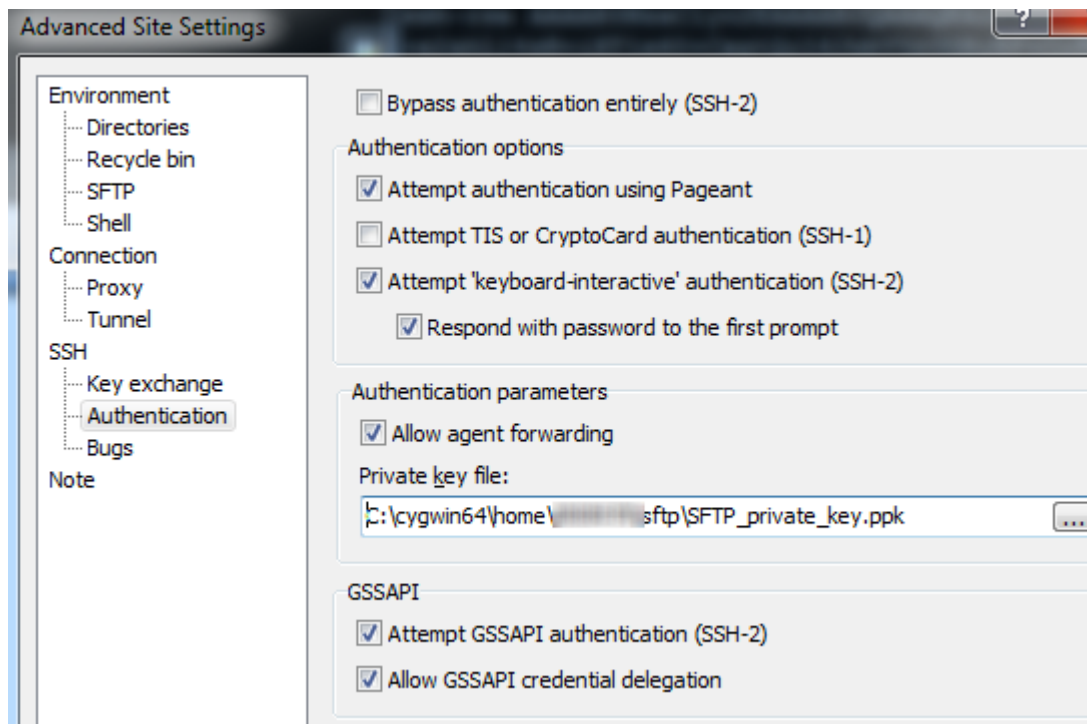 Advanced Site Settings
?
Environment
Directories
Recycle bin
SFTP
Shell
Connection
Proxy
Tunnel
SSH
Key exchange
Authentication
Bugs
Note
Bypass authentication entirely (SSH-2)
Authentication options
Attempt authentication using Pageant
Attempt TIS or CryptoCard authentication (SSH-1)
Attempt 'keyboard-interactive' authentication (SSH-2)
Respond with password to the first prompt
Authentication parameters
Allow agent forwarding
Private key file:
C:\cygwin64\home\ sftp\SFTP_private_key.ppk
...
GSSAPI
Attempt GSSAPI authentication (SSH-2)
Allow GSSAPI credential delegation